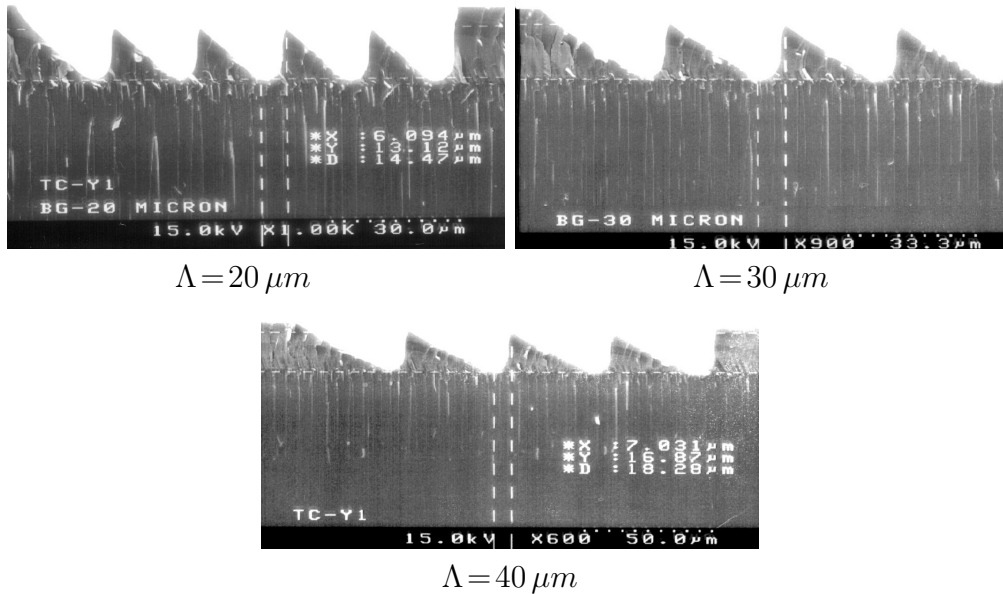 *X :6.094μm
*Y :13.12μm
*D :14.47μm
TC-Y1
BG-20 MICRON
15.0kV X1.00K 30.0μm
BG-30 MICRON
15.0kV X900 33.3μm
Λ=20 μm
Λ=30 μm
*X :7.031μm
*Y :16.87μm
*D :18.28μm
TC-Y1
15.0kV X600 50.0μm
Λ=40 μm